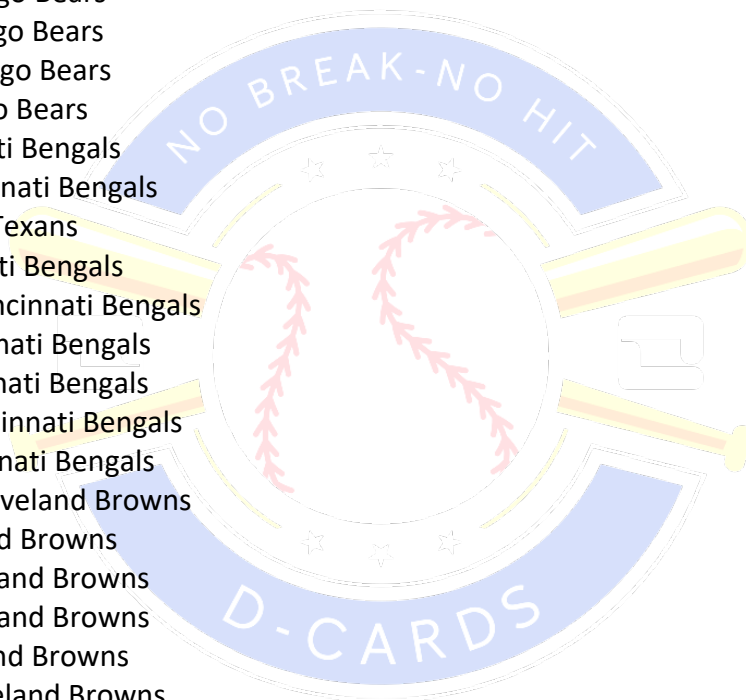 go Bears
go Bears
go Bears
o Bears
ti Bengals
nati Bengals
Texans
ti Bengals
ncinnati Bengals
nati Bengals
nati Bengals
innati Bengals
nati Bengals
veland Browns
d Browns
and Browns
and Browns
nd Browns
eland Browns
NO BREAK-NO HIT
D-CARDS